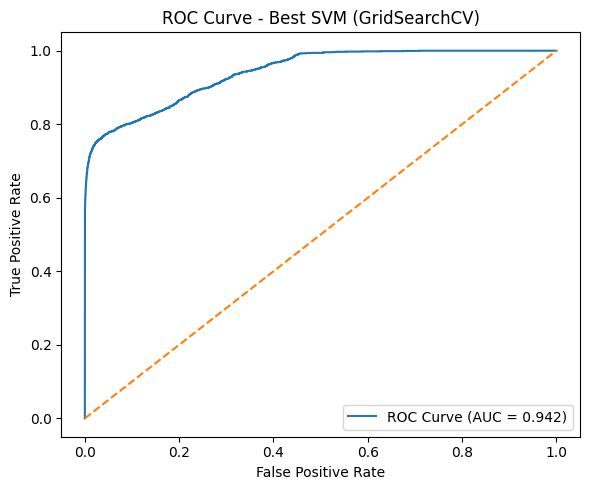 ROC Curve - Best SVM (GridSearchCV)
1.0
0.8
0.6
0.4
0.2
0.0
True Positive Rate
ROC Curve (AUC = 0.942)
0.0 0.2 0.4 0.6 0.8 1.0
False Positive Rate